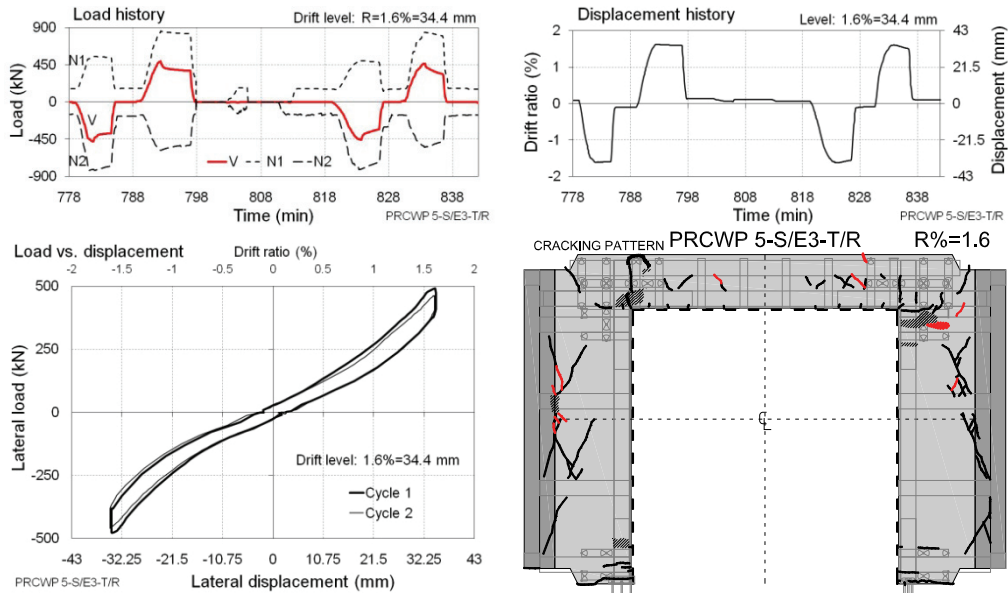 Load history
Drift level: R=1.6%=34.4 mm
Load (kN)
900
450
0
-450
-900
N1
V
N2
V N1 N2
778 788 798 808 818 828 838
Time (min)
PRCWP 5-S/E3-T/R
Displacement history
Level: 1.6%=34.4 mm
Drift ratio (%)
2
1
0
-1
-2
43
21.5
0
-21.5
-43
Displacement (mm)
778 788 798 808 818 828 838
Time (min)
PRCWP 5-S/E3-T/R
Load vs. displacement
Drift ratio (%)
-2 -1.5 -1 -0.5 0 0.5 1 1.5 2
Lateral load (kN)
500
250
0
-250
-500
Drift level: 1.6%=34.4 mm
Cycle 1
Cycle 2
-43 -32.25 -21.5 -10.75 0 10.75 21.5 32.25 43
Lateral displacement (mm)
PRCWP 5-S/E3-T/R
CRACKING PATTERN PRCWP 5-S/E3-T/R R%=1.6
CL